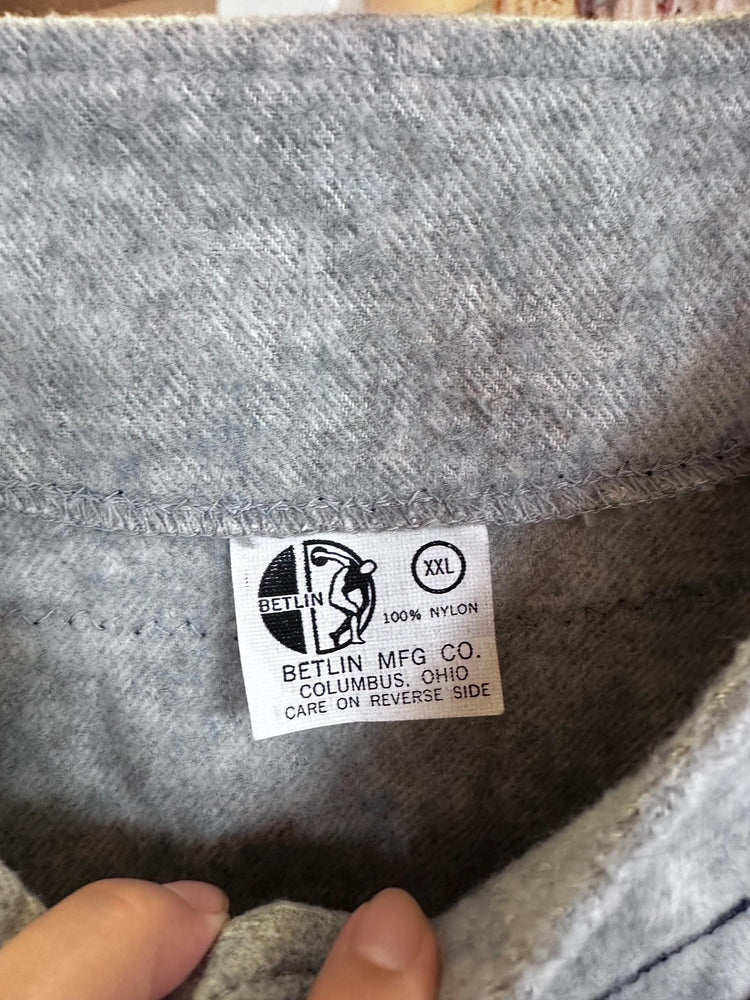 XXL
BETLIN
100% NYLON
BETLIN MFG CO.
COLUMBUS, OHIO
CARE ON REVERSE SIDE